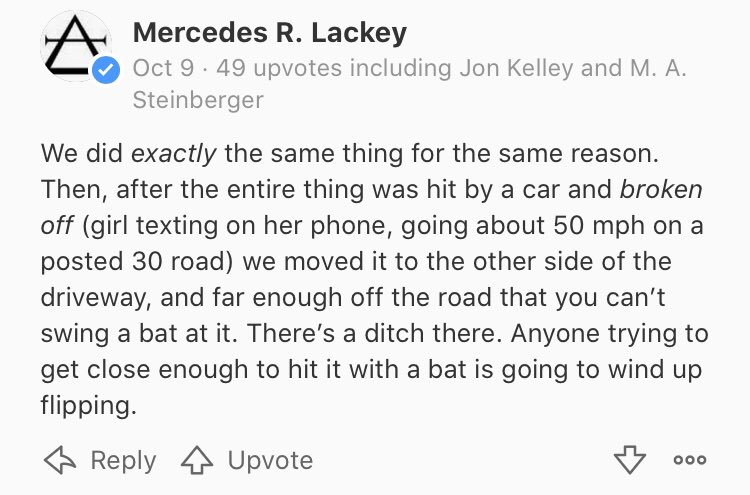 Mercedes R. Lackey
Oct 9 · 49 upvotes including Jon Kelley and M. A.
Steinberger
We did exactly the same thing for the same reason.
Then, after the entire thing was hit by a car and broken
off (girl texting on her phone, going about 50 mph on a
posted 30 road) we moved it to the other side of the
driveway, and far enough off the road that you can’t
swing a bat at it. There’s a ditch there. Anyone trying to
get close enough to hit it with a bat is going to wind up
flipping.
Reply Upvote